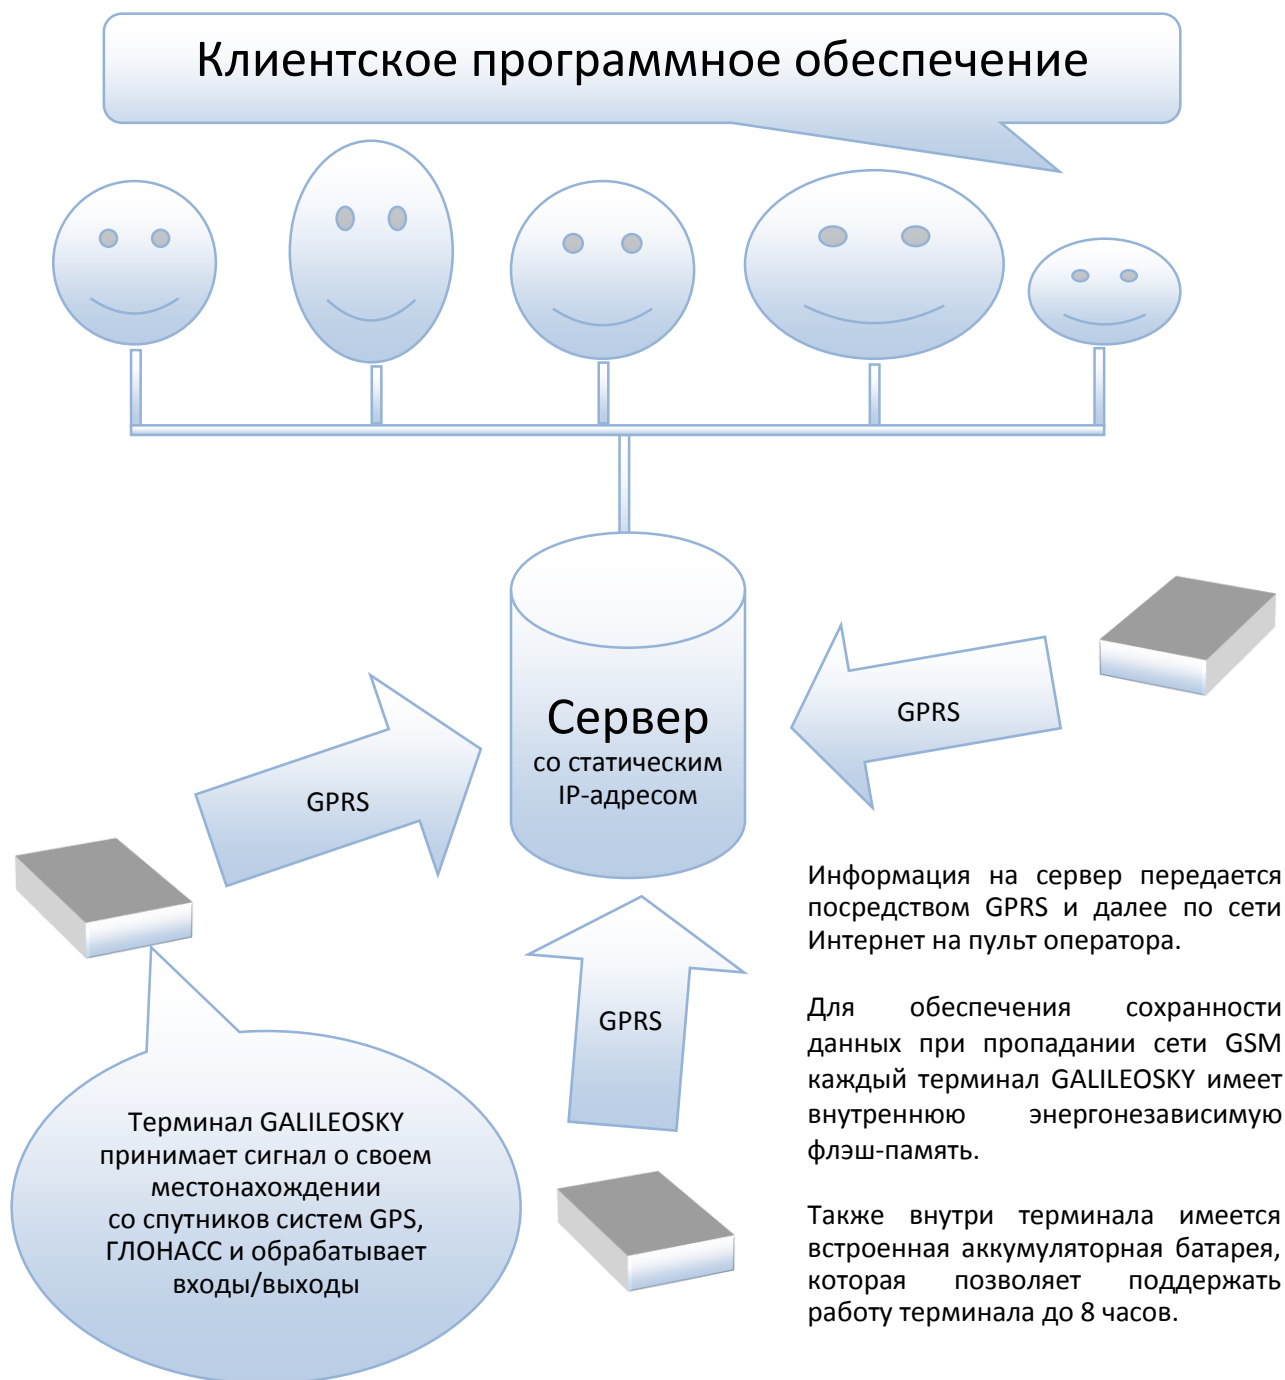 Клиентское программное обеспечение
Сервер
со статическим
IP-адресом
GPRS
GPRS
GPRS
Терминал GALILEOSKY
принимает сигнал о своем
местонахождении
со спутников систем GPS,
ГЛОНАСС и обрабатывает
входы/выходы
Информация на сервер передается
посредством GPRS и далее по сети
Интернет на пульт оператора.
Для обеспечения сохранности
данных при пропадании сети GSM
каждый терминал GALILEOSKY имеет
внутреннюю энергонезависимую
флэш-память.
Также внутри терминала имеется
встроенная аккумуляторная батарея,
которая позволяет поддержать
работу терминала до 8 часов.